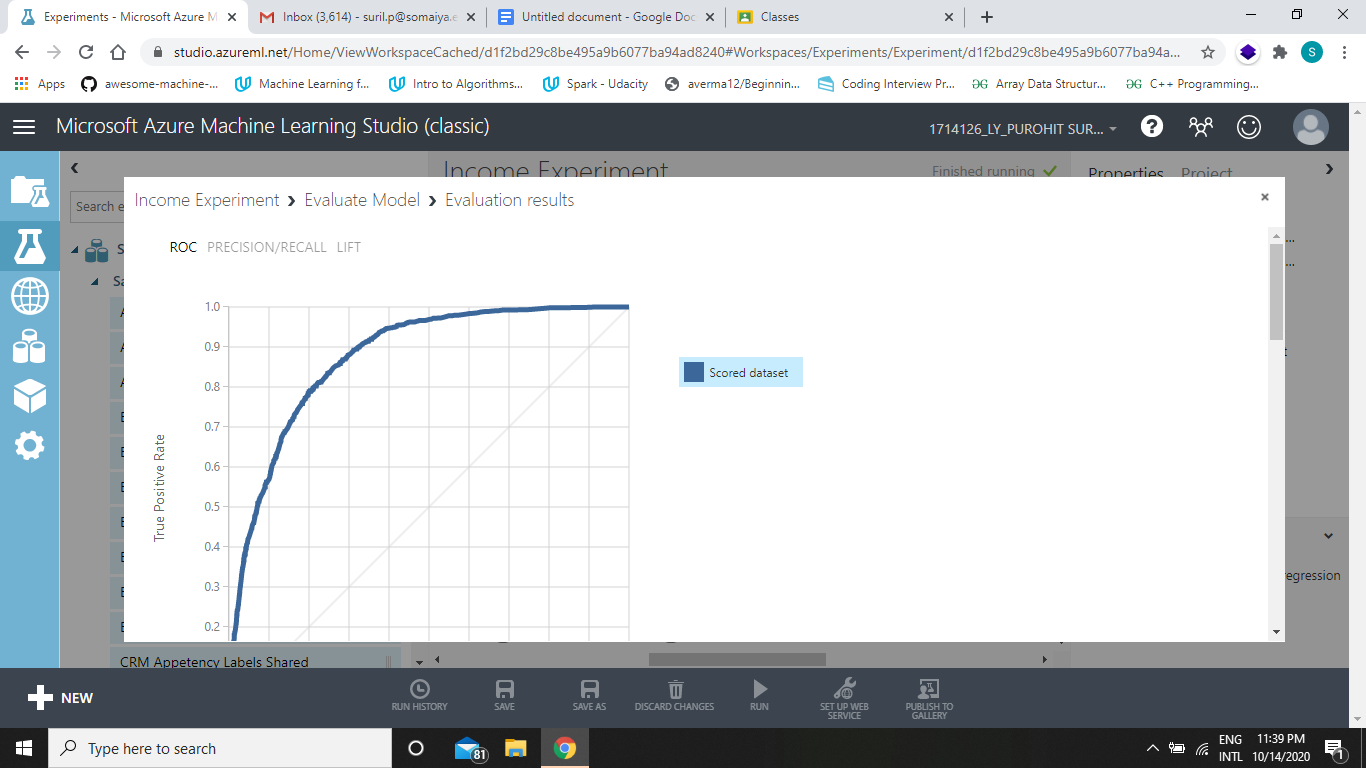 Experiments - Microsoft Azure M
Inbox (3,614) - suril.p@somaiya.e
Untitled document - Google Doc
Classes
studio.azureml.net/Home/ViewWorkspaceCached/d1f2bd29c8be495a9b6077ba94ad8240#Workspaces/Experiments/Experiment/d1f2bd29c8be495a9b6077ba94a...
S
Apps
awesome-machine-...
Machine Learning f...
Intro to Algorithms...
Spark - Udacity
averma12/Beginnin...
Coding Interview Pr...
Array Data Structur...
C++ Programming...
Microsoft Azure Machine Learning Studio (classic)
1714126_LY_PUROHIT SUR...
Income Experiment
Finished running
Properties Project
Search e
Income Experiment > Evaluate Model > Evaluation results
ROC PRECISION/RECALL LIFT
1.0
0.9
0.8
0.7
0.6
0.5
0.4
0.3
0.2
True Positive Rate
Scored dataset
egression
CRM Appetency Labels Shared
NEW
RUN HISTORY
SAVE
SAVE AS
DISCARD CHANGES
RUN
SET UP WEB
SERVICE
PUBLISH TO
GALLERY
Type here to search
81
ENG
INTL
11:39 PM
10/14/2020
1